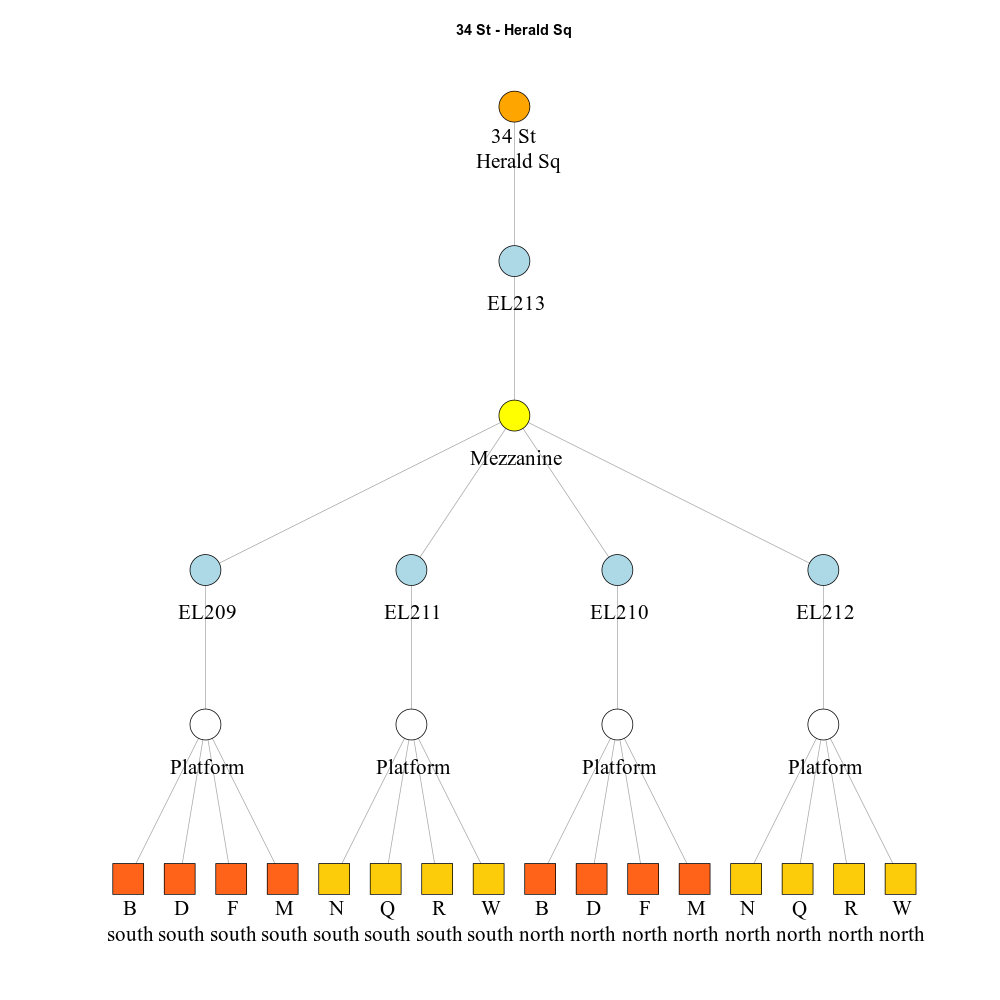 34 St - Herald Sq
34 St
Herald Sq
EL213
Mezzanine
EL209 EL211 EL210 EL212
Platform Platform Platform Platform
B D F M N Q R W B D F M N Q R W
south south south south south south south south north north north north north north north north